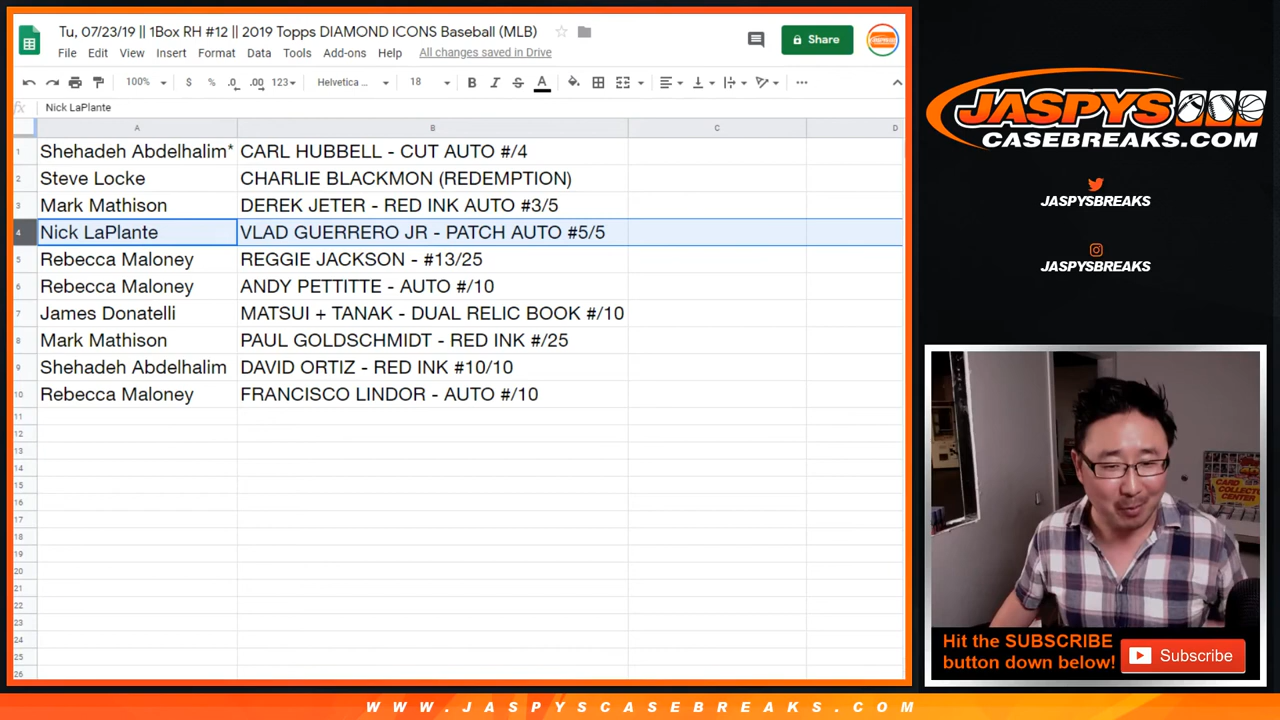 Tu, 07/23/19 || 1Box RH #12 || 2019 Topps DIAMOND ICONS Baseball (MLB)
File Edit View Insert Format Data Tools Add-ons Help All changes saved in Drive
Share
100% $ % .0 .00 123 Helvetica ... 18 B I S A
fx Nick LaPlante
A B C D
1 Shehadeh Abdelhalim* CARL HUBBELL - CUT AUTO #/4
2 Steve Locke CHARLIE BLACKMON (REDEMPTION)
3 Mark Mathison DEREK JETER - RED INK AUTO #3/5
4 Nick LaPlante VLAD GUERRERO JR - PATCH AUTO #5/5
5 Rebecca Maloney REGGIE JACKSON - #13/25
6 Rebecca Maloney ANDY PETTITTE - AUTO #/10
7 James Donatelli MATSUI + TANAK - DUAL RELIC BOOK #/10
8 Mark Mathison PAUL GOLDSCHMIDT - RED INK #/25
9 Shehadeh Abdelhalim DAVID ORTIZ - RED INK #10/10
10 Rebecca Maloney FRANCISCO LINDOR - AUTO #/10
11
12
13
14
15
16
17
18
19
20
21
22
23
24
25
26
JASPYS
CASEBREAKS.COM
JASPYSBREAKS
JASPYSBREAKS
CARD
COLLECTOR
CENTER
Hit the SUBSCRIBE
button down below!
Subscribe
WWW.JASPYSCASEBREAKS.COM